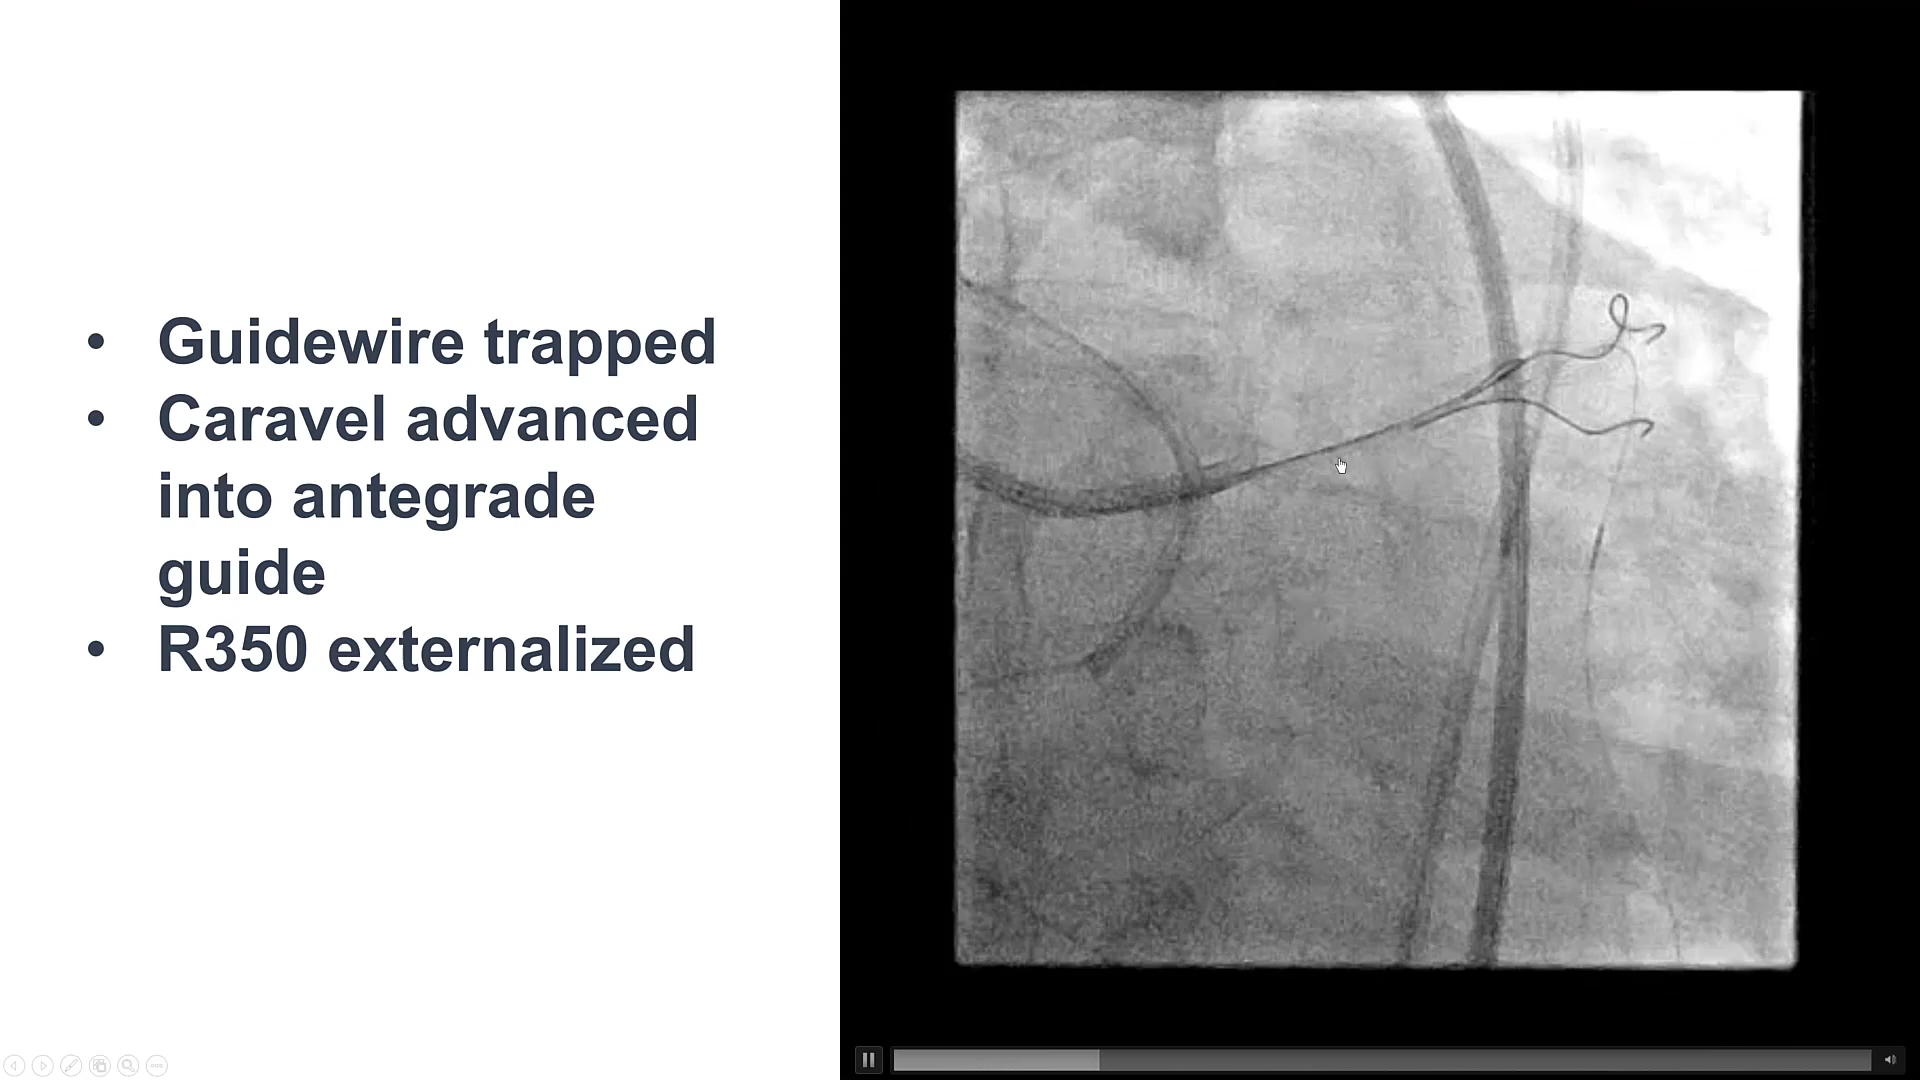 • Guidewire trapped
• Caravel advanced
into antegrade
guide
• R350 externalized